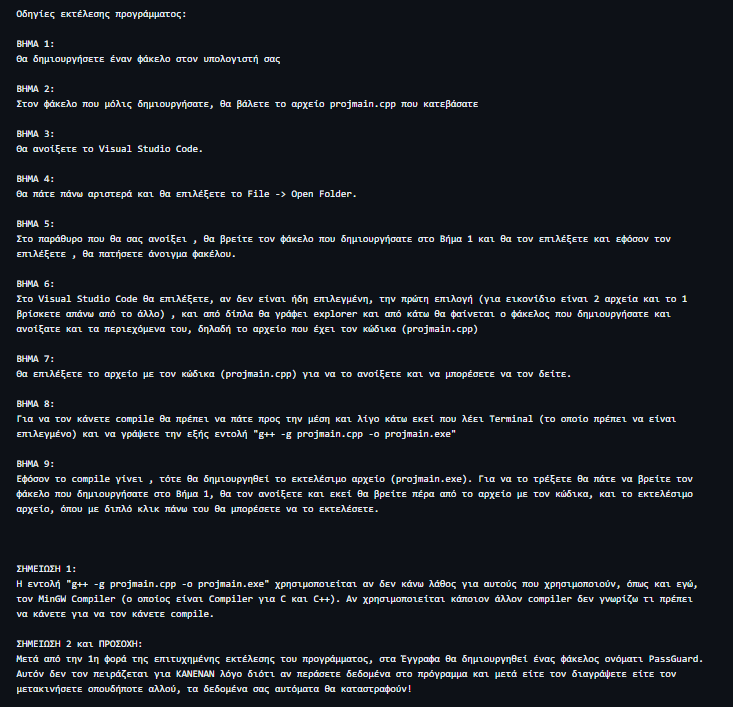 Οδηγίες εκτέλεσης προγράμματος:
ΒΗΜΑ 1:
Θα δημιουργήσετε έναν φάκελο στον υπολογιστή σας
ΒΗΜΑ 2:
Στον φάκελο που μόλις δημιουργήσατε, θα βάλετε το αρχείο projmain.cpp που κατεβάσατε
ΒΗΜΑ 3:
Θα ανοίξετε το Visual Studio Code.
ΒΗΜΑ 4:
Θα πάτε πάνω αριστερά και θα επιλέξετε το File -> Open Folder.
ΒΗΜΑ 5:
Στο παράθυρο που θα σας ανοίξει , θα βρείτε τον φάκελο που δημιουργήσατε στο Βήμα 1 και θα τον επιλέξετε και εφόσον τον
επιλέξετε , θα πατήσετε άνοιγμα φακέλου.
ΒΗΜΑ 6:
Στο Visual Studio Code θα επιλέξετε, αν δεν είναι ήδη επιλεγμένη, την πρώτη επιλογή (για εικονίδιο είναι 2 αρχεία και το 1
βρίσκετε απάνω από το άλλο) , και από δίπλα θα γράφει explorer και από κάτω θα φαίνεται ο φάκελος που δημιουργήσατε και
ανοίξατε και τα περιεχόμενα του, δηλαδή το αρχείο που έχει τον κώδικα (projmain.cpp)
ΒΗΜΑ 7:
Θα επιλέξετε το αρχείο με τον κώδικα (projmain.cpp) για να το ανοίξετε και να μπορέσετε να τον δείτε.
ΒΗΜΑ 8:
Για να τον κάνετε compile θα πρέπει να πάτε προς την μέση και λίγο κάτω εκεί που λέει Terminal (το οποίο πρέπει να είναι
επιλεγμένο) και να γράψετε την εξής εντολή "g++ -g projmain.cpp -o projmain.exe"
ΒΗΜΑ 9:
Εφόσον το compile γίνει , τότε θα δημιουργηθεί το εκτελέσιμο αρχείο (projmain.exe). Για να το τρέξετε θα πάτε να βρείτε τον
φάκελο που δημιουργήσατε στο Βήμα 1, θα τον ανοίξετε και εκεί θα βρείτε πέρα από το αρχείο με τον κώδικα, και το εκτελέσιμο
αρχείο, όπου με διπλό κλικ πάνω του θα μπορέσετε να το εκτελέσετε.
ΣΗΜΕΙΩΣΗ 1:
Η εντολή "g++ -g projmain.cpp -o projmain.exe" χρησιμοποιείται αν δεν κάνω λάθος για αυτούς που χρησιμοποιούν, όπως και εγώ,
τον MinGW Compiler (ο οποίος είναι Compiler για C και C++). Αν χρησιμοποιείται κάποιον άλλον compiler δεν γνωρίζω τι πρέπει
να κάνετε για να τον κάνετε compile.
ΣΗΜΕΙΩΣΗ 2 και ΠΡΟΣΟΧΗ:
Μετά από την 1η φορά της επιτυχημένης εκτέλεσης του προγράμματος, στα Έγγραφα θα δημιουργηθεί ένας φάκελος ονόματι PassGuard.
Αυτόν δεν τον πειράζεται για ΚΑΝΕΝΑΝ λόγο διότι αν περάσετε δεδομένα στο πρόγραμμα και μετά είτε τον διαγράψετε είτε τον
μετακινήσετε οπουδήποτε αλλού, τα δεδομένα σας αυτόματα θα καταστραφούν!